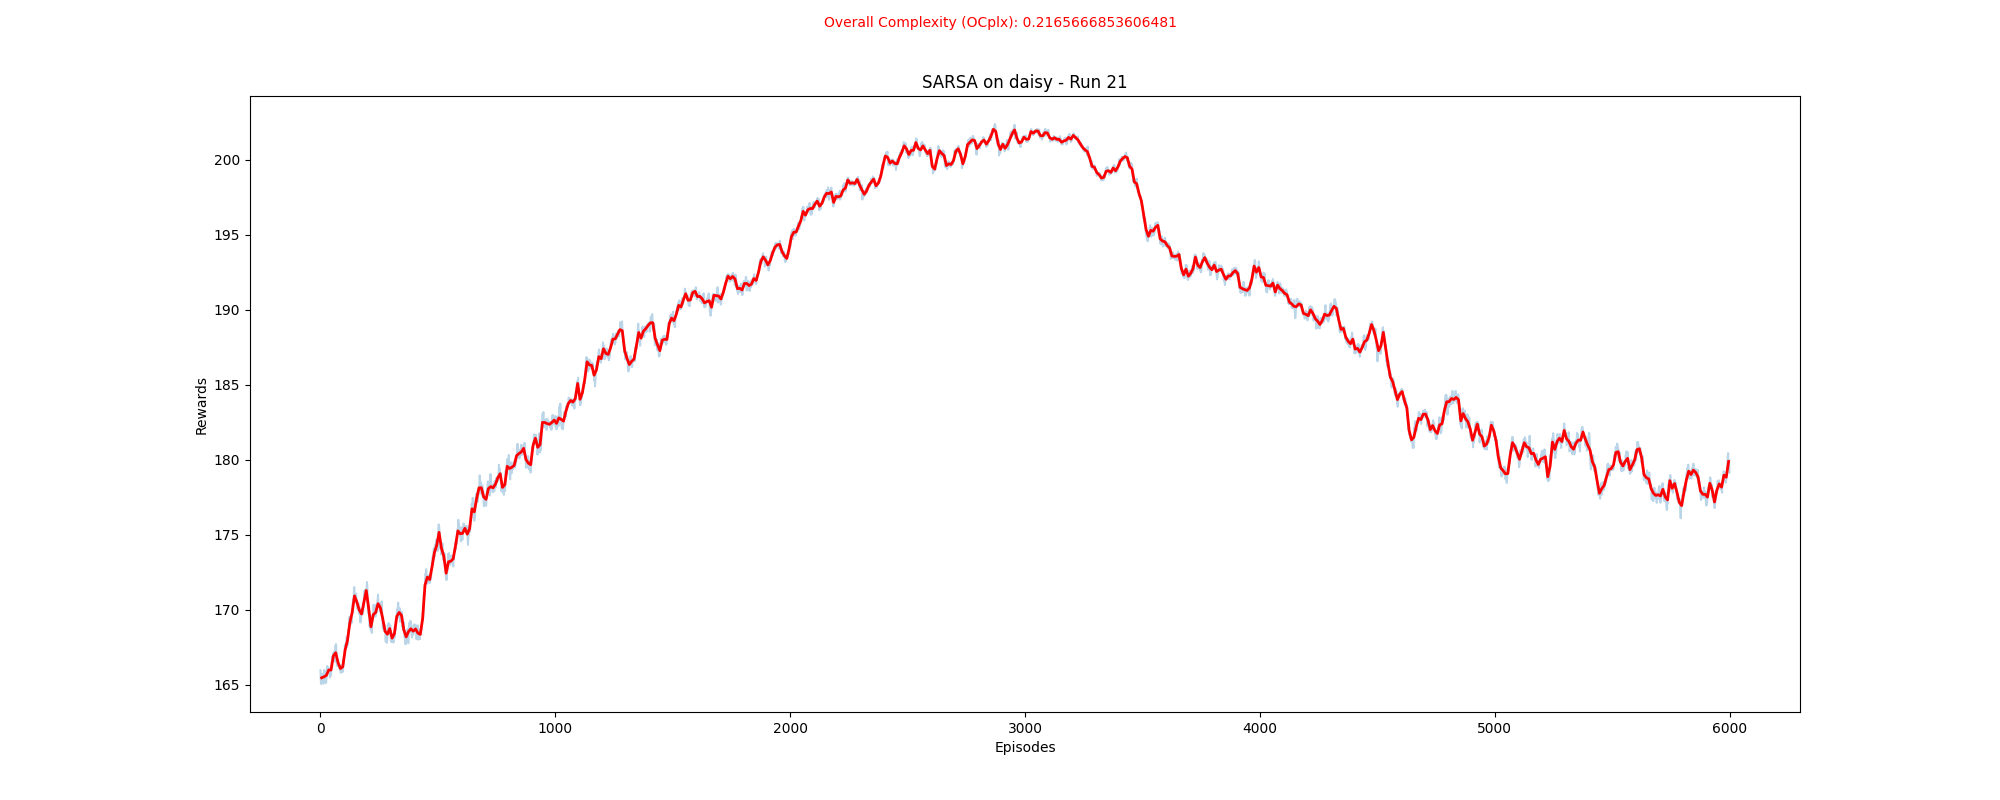 Overall Complexity (OCplx): 0.2165666853606481
SARSA on daisy - Run 21
200
195
190
185
180
175
170
165
Rewards
0 1000 2000 3000 4000 5000 6000
Episodes